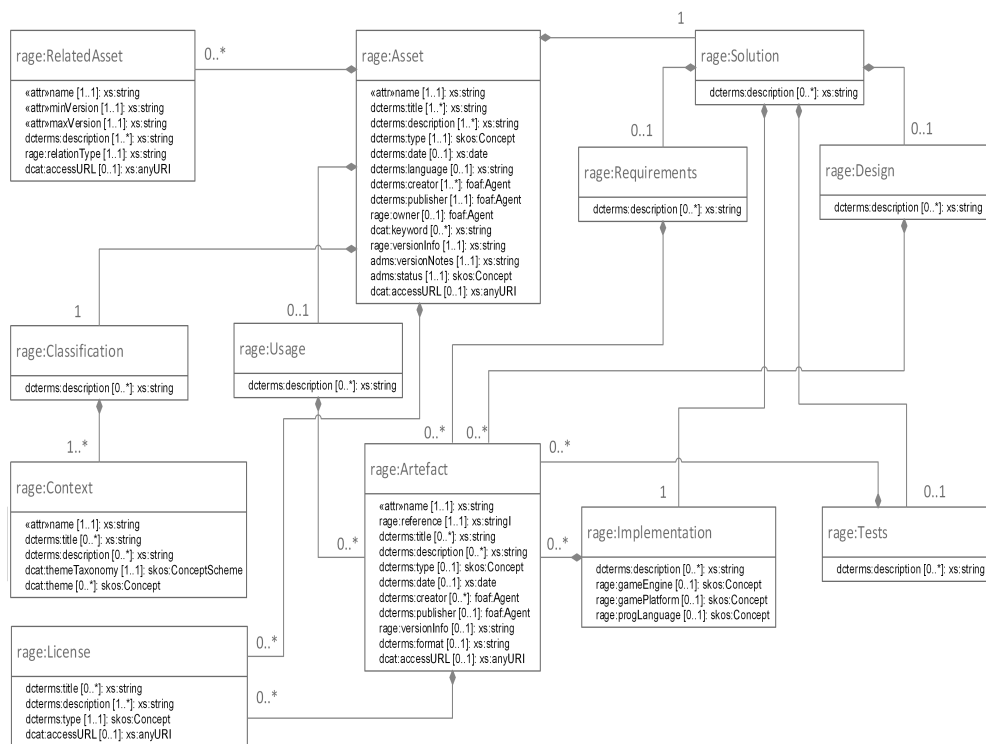 1
rage:RelatedAsset
0..*
rage:Asset
rage:Solution
«attr»name [1..1]: xs:string
«attr»minVersion [1..1]: xs:string
«attr»maxVersion [1..1]: xs:string
dcterms:description [1..*]: xs:string
rage:relationType [1..1]: xs:string
dcat:accessURL [0..1]: xs:anyURI
«attr»name [1..1]: xs:string
dcterms:title [1..*]: xs:string
dcterms:description [1..*]: xs:string
dcterms:type [1..1]: skos:Concept
dcterms:date [0..1]: xs:date
dcterms:language [0..1]: xs:string
dcterms:creator [1..*]: foaf:Agent
dcterms:publisher [1..1]: foaf:Agent
rage:owner [0..1]: foaf:Agent
dcat:keyword [0..*]: xs:string
rage:versionInfo [1..1]: xs:string
adms:versionNotes [1..1]: xs:string
adms:status [1..1]: skos:Concept
dcat:accessURL [0..1]: xs:anyURI
dcterms:description [0..*]: xs:string
0..1
0..1
rage:Requirements
dcterms:description [0..*]: xs:string
rage:Design
dcterms:description [0..*]: xs:string
1
0..1
rage:Classification
dcterms:description [0..*]: xs:string
rage:Usage
dcterms:description [0..*]: xs:string
1..*
0..*
0..*
0..*
rage:Context
«attr»name [1..1]: xs:string
dcterms:title [0..*]: xs:string
dcterms:description [0..*]: xs:string
dcat:themeTaxonomy [1..1]: skos:ConceptScheme
dcat:theme [0..*]: skos:Concept
rage:Artefact
«attr»name [1..1]: xs:string
rage:reference [1..1]: xs:stringl
dcterms:title [0..*]: xs:string
dcterms:description [0..*]: xs:string
dcterms:type [0..1]: skos:Concept
dcterms:date [0..1]: xs:date
dcterms:creator [0..*]: foaf:Agent
dcterms:publisher [0..1]: foaf:Agent
rage:versionInfo [0..1]: xs:string
dcterms:format [0..1]: xs:string
dcat:accessURL [0..1]: xs:anyURI
1
0..1
0..*
0..*
rage:Implementation
dcterms:description [0..*]: xs:string
rage:gameEngine [0..1]: skos:Concept
rage:gamePlatform [0..1]: skos:Concept
rage:progLanguage [0..1]: skos:Concept
rage:Tests
dcterms:description [0..*]: xs:string
0..*
0..*
rage:License
dcterms:title [0..*]: xs:string
dcterms:description [1..*]: xs:string
dcterms:type [1..1]: skos:Concept
dcat:accessURL [0..1]: xs:anyURI